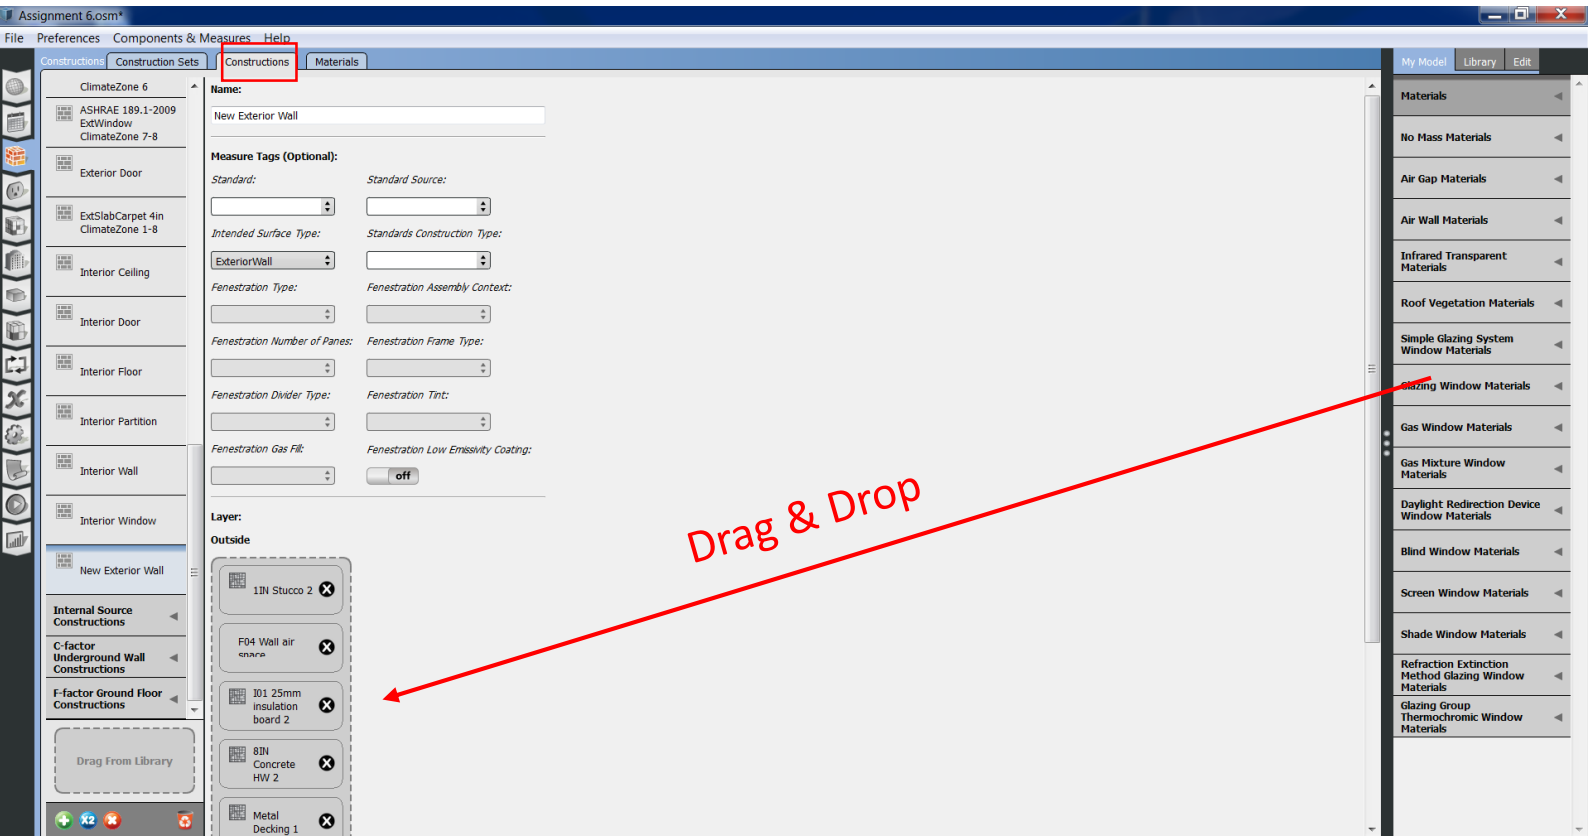 Assignment 6.osm*
File Preferences Components & Measures Help
Constructions Construction Sets Constructions Materials
My Model Library Edit
ClimateZone 6
ASHRAE 189.1-2009
ExtWindow
ClimateZone 7-8
Exterior Door
ExtSlabCarpet 4in
ClimateZone 1-8
Interior Ceiling
Interior Door
Interior Floor
Interior Partition
Interior Wall
Interior Window
New Exterior Wall
Internal Source
Constructions
C-factor
Underground Wall
Constructions
F-factor Ground Floor
Constructions
Drag From Library
X2
Name:
New Exterior Wall
Measure Tags (Optional):
Standard: Standard Source:
Intended Surface Type: Standards Construction Type:
ExteriorWall
Fenestration Type: Fenestration Assembly Context:
Fenestration Number of Panes: Fenestration Frame Type:
Fenestration Divider Type: Fenestration Tint:
Fenestration Gas Fill: Fenestration Low Emissivity Coating:
off
Layer:
Outside
1IN Stucco 2
F04 Wall air
space
I01 25mm
insulation
board 2
8IN
Concrete
HW 2
Metal
Decking 1
Drag & Drop
Materials
No Mass Materials
Air Gap Materials
Air Wall Materials
Infrared Transparent
Materials
Roof Vegetation Materials
Simple Glazing System
Window Materials
Glazing Window Materials
Gas Window Materials
Gas Mixture Window
Materials
Daylight Redirection Device
Window Materials
Blind Window Materials
Screen Window Materials
Shade Window Materials
Refraction Extinction
Method Glazing Window
Materials
Glazing Group
Thermochromic Window
Materials